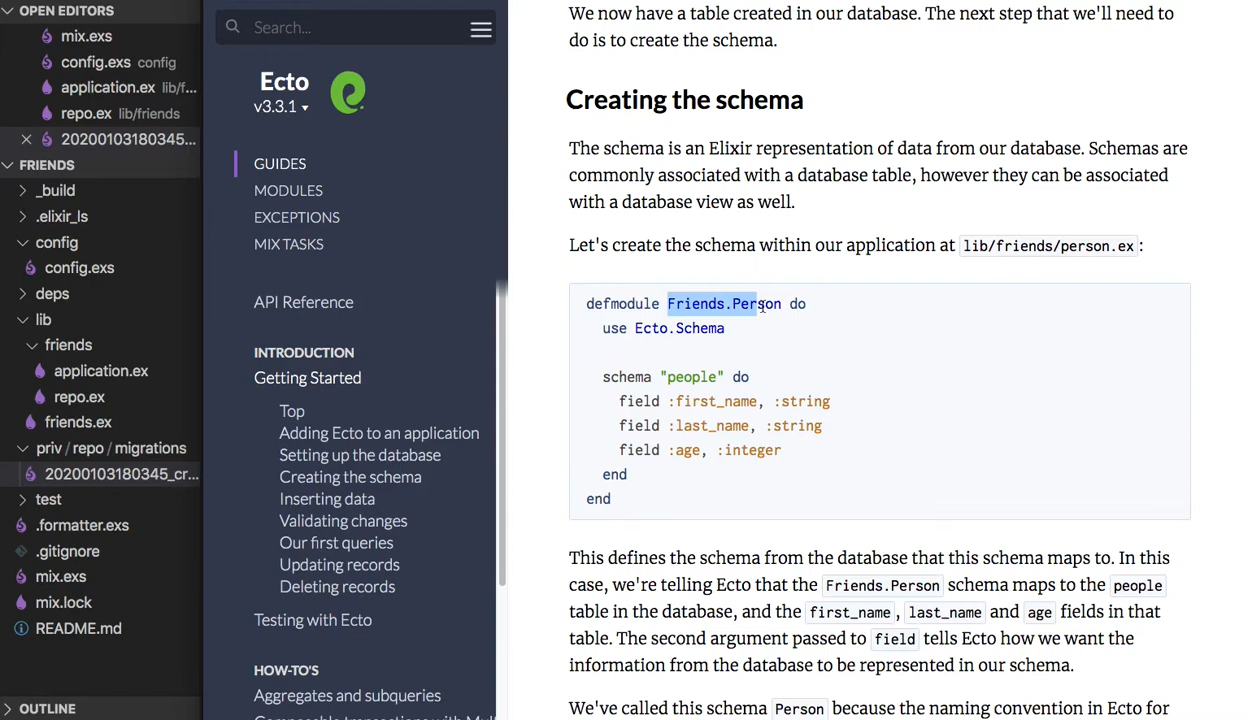 OPEN EDITORS
mix.exs
config.exs config
application.ex lib/f...
repo.ex lib/friends
20200103180345...
FRIENDS
_build
.elixir_ls
config
config.exs
deps
lib
friends
application.ex
repo.ex
friends.ex
priv / repo / migrations
20200103180345_cr...
test
.formatter.exs
.gitignore
mix.exs
mix.lock
README.md
OUTLINE
Search...
Ecto
v3.3.1
GUIDES
MODULES
EXCEPTIONS
MIX TASKS
API Reference
INTRODUCTION
Getting Started
Top
Adding Ecto to an application
Setting up the database
Creating the schema
Inserting data
Validating changes
Our first queries
Updating records
Deleting records
Testing with Ecto
HOW-TO'S
Aggregates and subqueries
We now have a table created in our database. The next step that we'll need to
do is to create the schema.
Creating the schema
The schema is an Elixir representation of data from our database. Schemas are
commonly associated with a database table, however they can be associated
with a database view as well.
Let's create the schema within our application at lib/friends/person.ex:
defmodule Friends.Person do
use Ecto.Schema
schema "people" do
field :first_name, :string
field :last_name, :string
field :age, :integer
end
end
This defines the schema from the database that this schema maps to. In this
case, we're telling Ecto that the Friends.Person schema maps to the people
table in the database, and the first_name, last_name and age fields in that
table. The second argument passed to field tells Ecto how we want the
information from the database to be represented in our schema.
We've called this schema Person because the naming convention in Ecto for